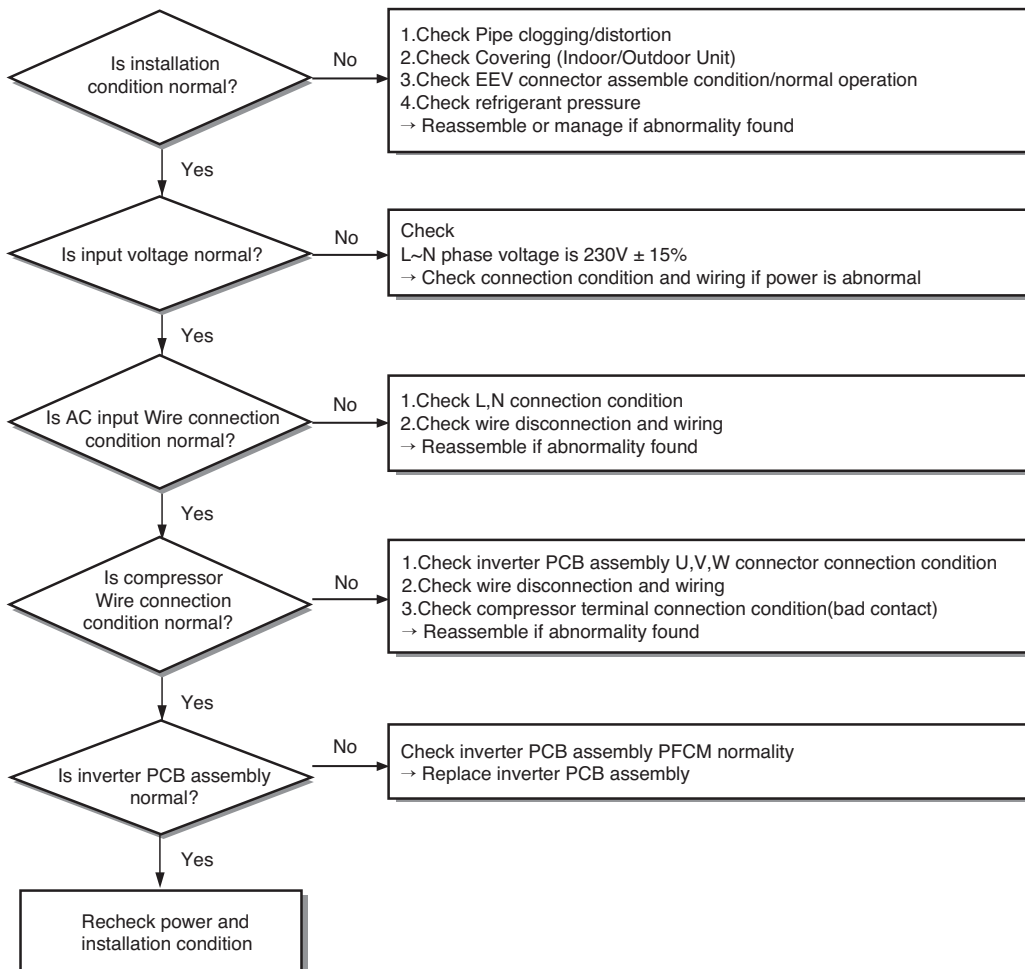 Is installation
condition normal?
No
1.Check Pipe clogging/distortion
2.Check Covering (Indoor/Outdoor Unit)
3.Check EEV connector assemble condition/normal operation
4.Check refrigerant pressure
→ Reassemble or manage if abnormality found
Yes
Is input voltage normal?
No
Check
L~N phase voltage is 230V ± 15%
→ Check connection condition and wiring if power is abnormal
Yes
Is AC input Wire connection
condition normal?
No
1.Check L,N connection condition
2.Check wire disconnection and wiring
→ Reassemble if abnormality found
Yes
Is compressor
Wire connection
condition normal?
No
1.Check inverter PCB assembly U,V,W connector connection condition
2.Check wire disconnection and wiring
3.Check compressor terminal connection condition(bad contact)
→ Reassemble if abnormality found
Yes
Is inverter PCB assembly
normal?
No
Check inverter PCB assembly PFCM normality
→ Replace inverter PCB assembly
Yes
Recheck power and
installation condition